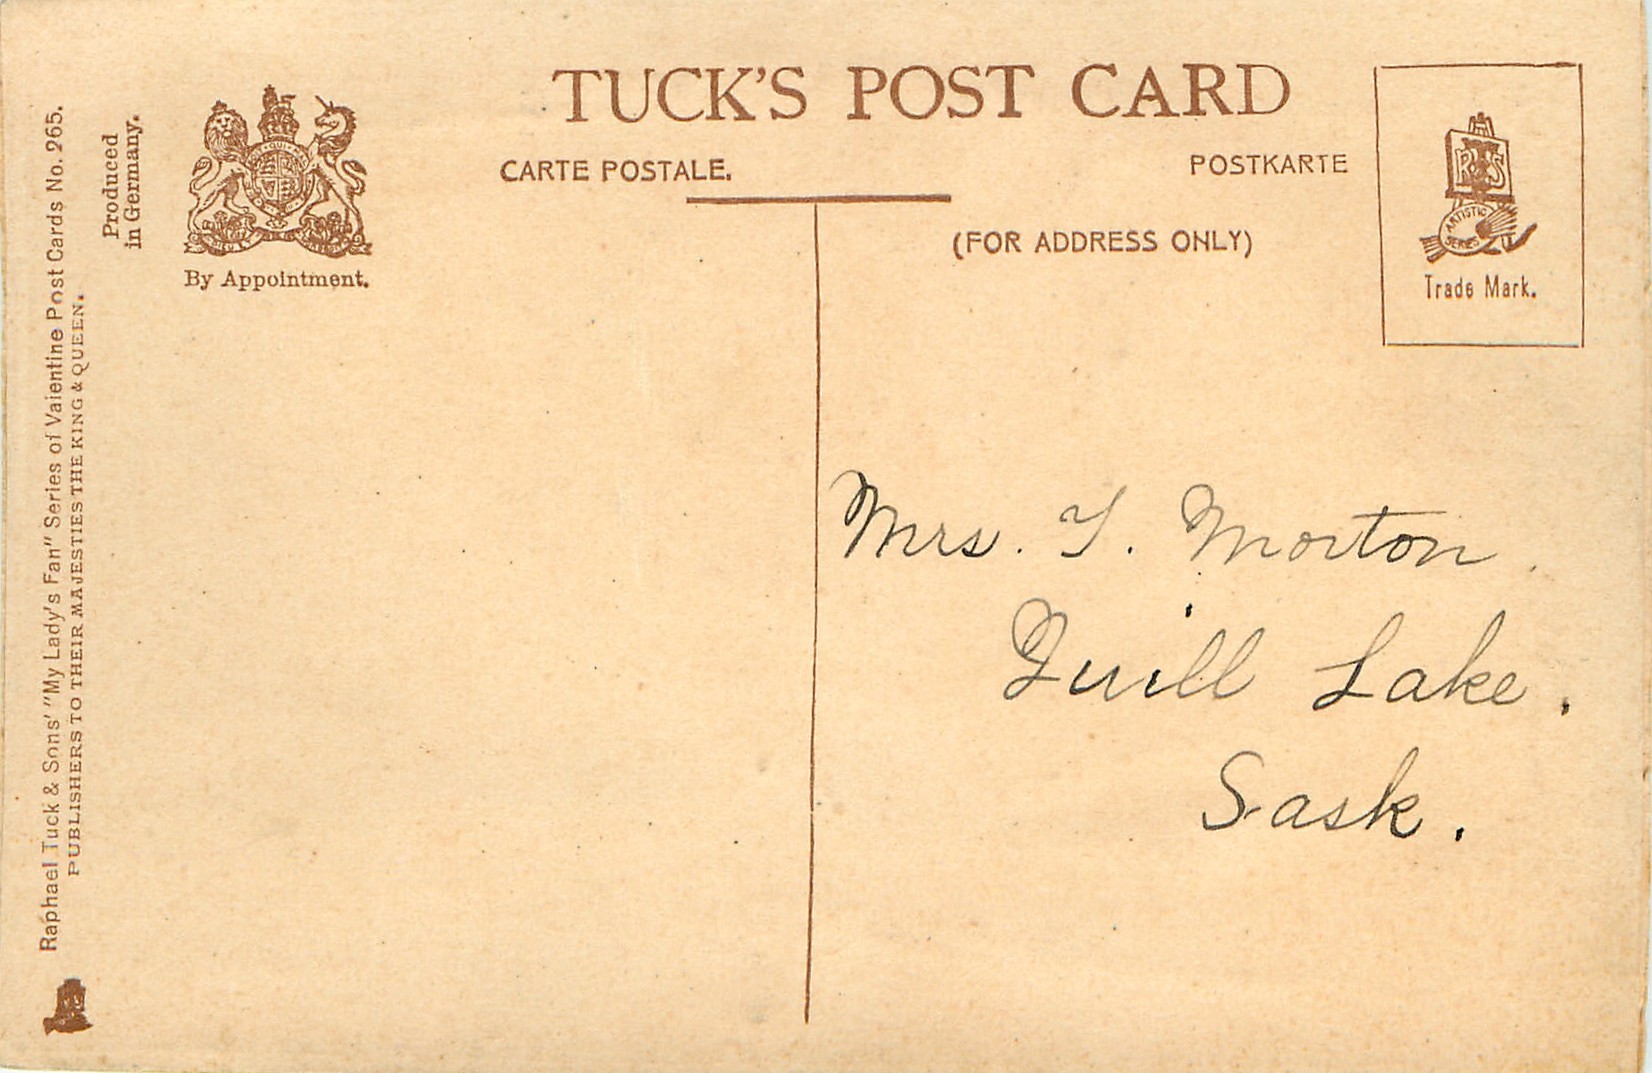 TUCK'S POST CARD
CARTE POSTALE.
POSTKARTE
(FOR ADDRESS ONLY)
By Appointment.
Produced
in Germany.
Raphael Tuck & Sons' "My Lady's Fan" Series of Valentine Post Cards No. 265.
PUBLISHERS TO THEIR MAJESTIES THE KING & QUEEN.
ARTISTIC
SERIES
Trade Mark.
Mrs. T. Morton.
Quill Lake.
Sask.